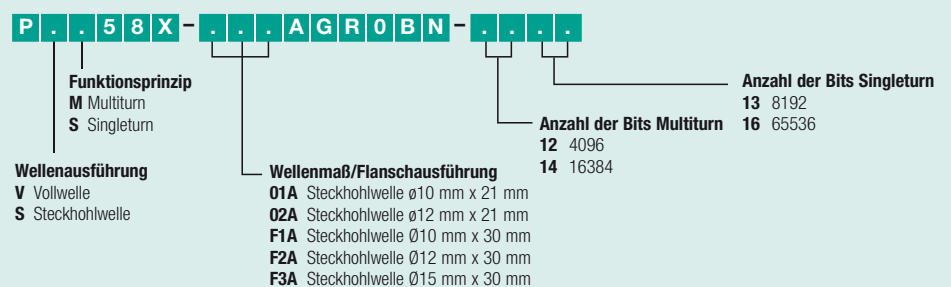 P . . 5 8 X - . . . A G R 0 B N - . . . .
Funktionsprinzip
M Multiturn
S Singleturn
Wellenausführung
V Vollwelle
S Steckhohlwelle
Wellenmaß/Flanschausführung
01A Steckhohlwelle ø10 mm x 21 mm
02A Steckhohlwelle ø12 mm x 21 mm
F1A Steckhohlwelle Ø10 mm x 30 mm
F2A Steckhohlwelle Ø12 mm x 30 mm
F3A Steckhohlwelle Ø15 mm x 30 mm
Anzahl der Bits Multiturn
12 4096
14 16384
Anzahl der Bits Singleturn
13 8192
16 65536